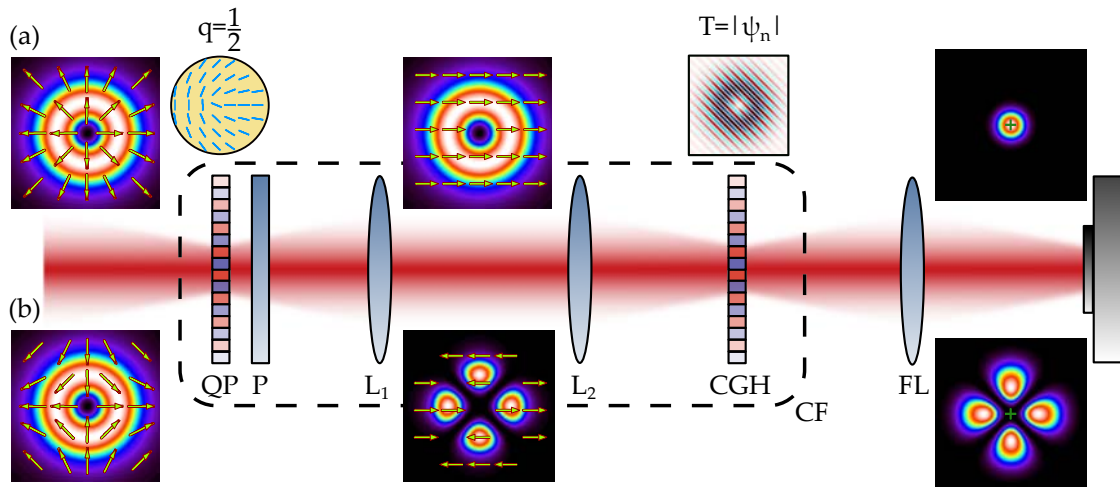 (a)
q=1/2
T=|ψₙ|
QP
P
L₁
L₂
CGH
FL
CF
(b)